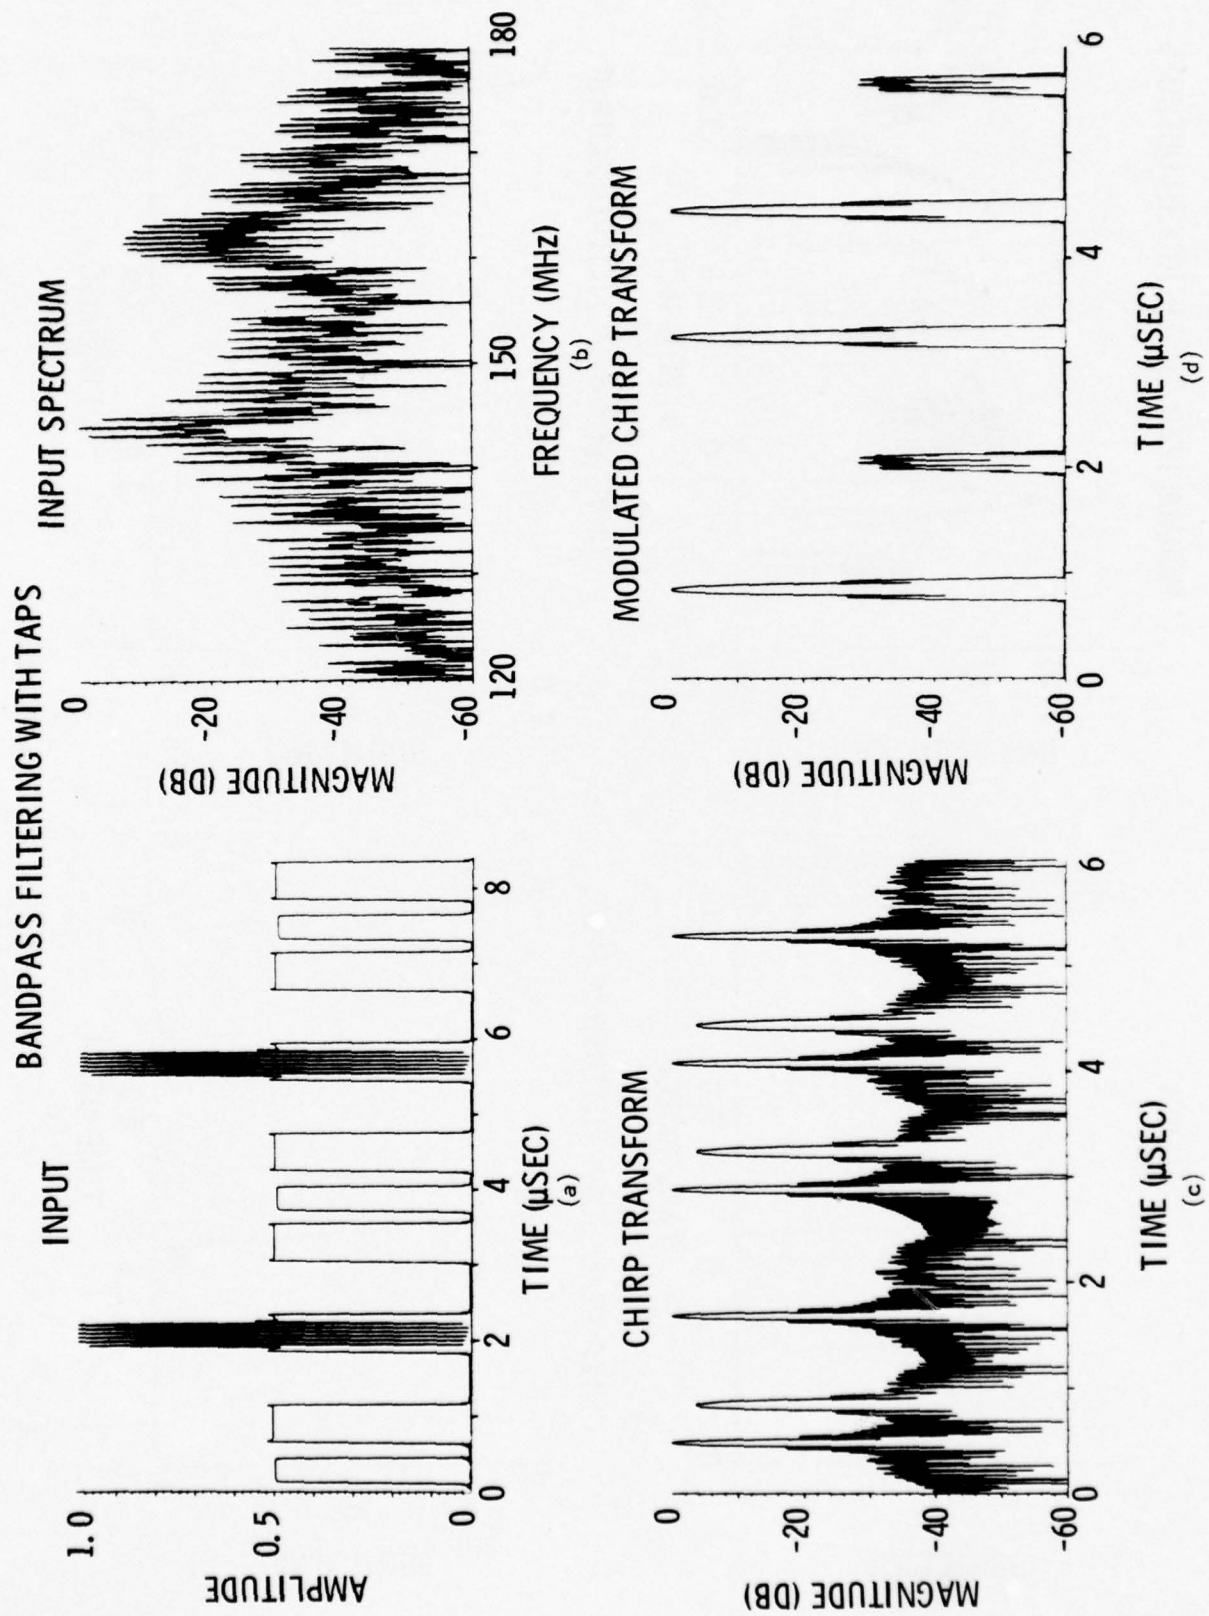 BANDPASS FILTERING WITH TAPS
INPUT
1.0
0.5
0
AMPLITUDE
0 2 4 6 8
TIME (µSEC)
(a)
INPUT SPECTRUM
0
-20
-40
-60
MAGNITUDE (DB)
120 150 180
FREQUENCY (MHz)
(b)
CHIRP TRANSFORM
0
-20
-40
-60
MAGNITUDE (DB)
0 2 4 6
TIME (µSEC)
(c)
MODULATED CHIRP TRANSFORM
0
-20
-40
-60
MAGNITUDE (DB)
0 2 4 6
TIME (µSEC)
(d)